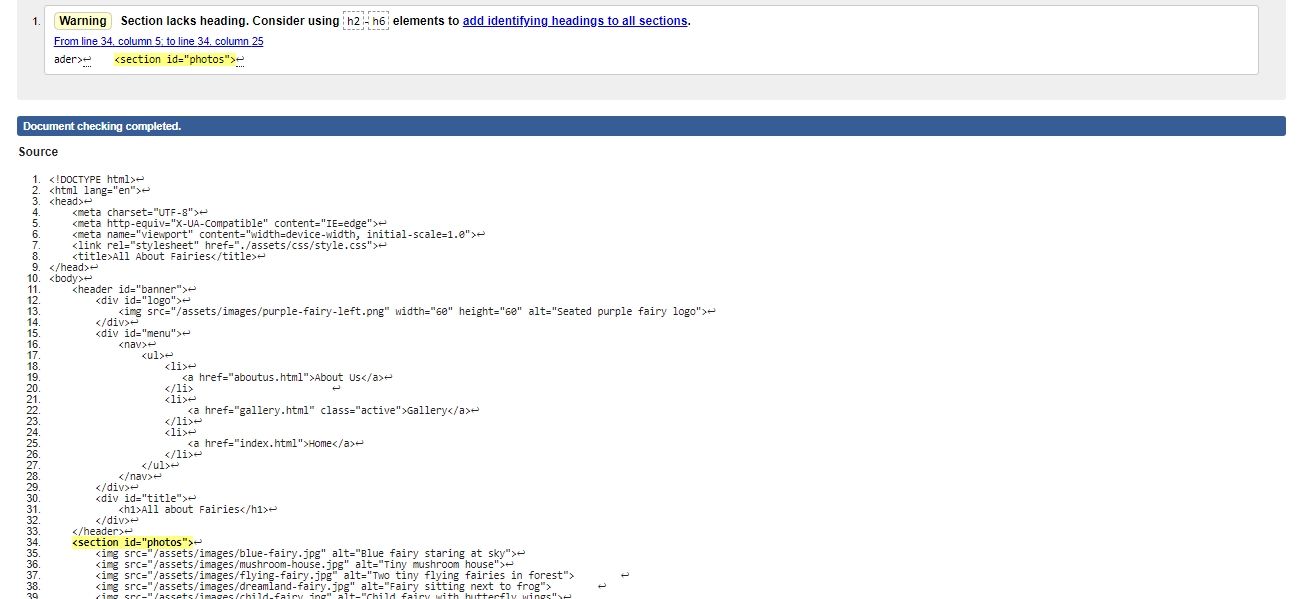 1. Warning Section lacks heading. Consider using h2-h6 elements to add identifying headings to all sections.
From line 34, column 5; to line 34, column 25
ader>↩ <section id="photos">↩
Document checking completed.
Source
1. <!DOCTYPE html>↩
2. <html lang="en">↩
3. <head>↩
4. <meta charset="UTF-8">↩
5. <meta http-equiv="X-UA-Compatible" content="IE=edge">↩
6. <meta name="viewport" content="width=device-width, initial-scale=1.0">↩
7. <link rel="stylesheet" href="./assets/css/style.css">↩
8. <title>All About Fairies</title>↩
9. </head>↩
10. <body>↩
11. <header id="banner">↩
12. <div id="logo">↩
13. <img src="/assets/images/purple-fairy-left.png" width="60" height="60" alt="Seated purple fairy logo">↩
14. </div>↩
15. <div id="menu">↩
16. <nav>↩
17. <ul>↩
18. <li>↩
19. <a href="aboutus.html">About Us</a>↩
20. </li> ↩
21. <li>↩
22. <a href="gallery.html" class="active">Gallery</a>↩
23. </li>↩
24. <li>↩
25. <a href="index.html">Home</a>↩
26. </li>↩
27. </ul>↩
28. </nav>↩
29. </div>↩
30. <div id="title">↩
31. <h1>All about Fairies</h1>↩
32. </div>↩
33. </header>↩
34. <section id="photos">↩
35. <img src="/assets/images/blue-fairy.jpg" alt="Blue fairy staring at sky">↩
36. <img src="/assets/images/mushroom-house.jpg" alt="Tiny mushroom house">↩
37. <img src="/assets/images/flying-fairy.jpg" alt="Two tiny flying fairies in forest"> ↩
38. <img src="/assets/images/dreamland-fairy.jpg" alt="Fairy sitting next to frog"> ↩
39. <img src="/assets/images/child-fairy.jpg" alt="Child fairy with butterfly wings">↩